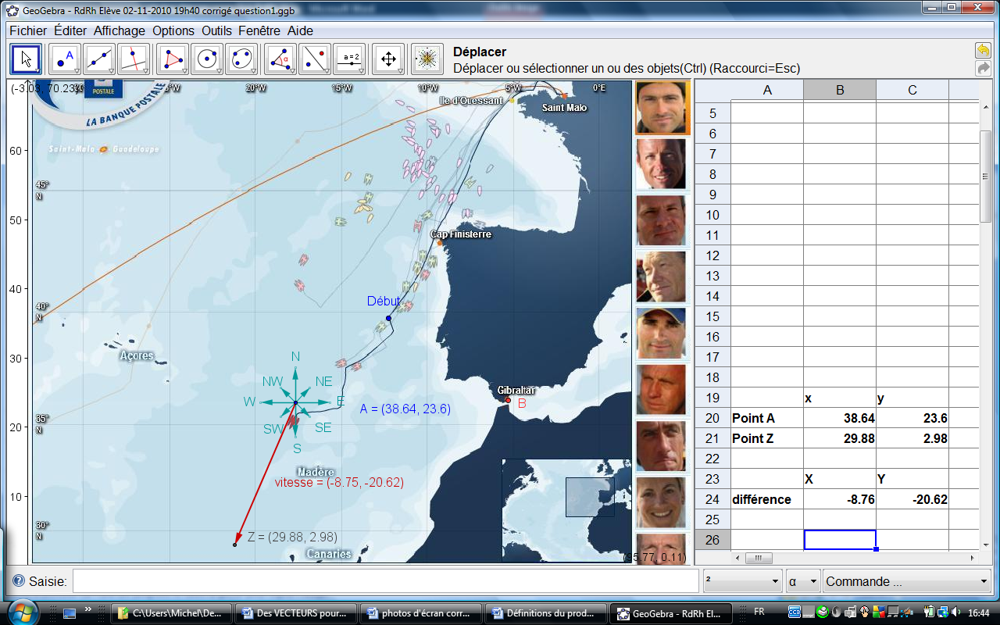 GeoGebra - RdRh Elève 02-11-2010 19h40 corrigé question1.ggb
Fichier Éditer Affichage Options Outils Fenêtre Aide
A
α
a = 2
Déplacer
Déplacer ou sélectionner un ou des objets(Ctrl) (Raccourci=Esc)
(-3.03, 70.23)
20°W 15°W 10°W 5°W 0°E
POSTALE
LA BANQUE POSTALE
Saint-Malo Guadeloupe
Ile d'Ouessant
Saint Malo
60
45° N
50
Cap Finisterre
40
Début
40° N
30
Açores
N
NW NE
W E
SW SE
S
Gibraltar
B
A = (38.64, 23.6)
20
35° N
Madère
vitesse = (-8.75, -20.62)
10
30° N
Z = (29.88, 2.98)
Canaries
(95.77, 0.11)
A B C
5
6
7
8
9
10
11
12
13
14
15
16
17
18
19 x y
20 Point A 38.64 23.6
21 Point Z 29.88 2.98
22
23 X Y
24 différence -8.76 -20.62
25
26
Saisie:
²
α
Commande ...
C:\Users\Michel\De...
Des VECTEURS pour...
photos d'écran corr...
Définitions du prod...
GeoGebra - RdRh El...
FR
16:44